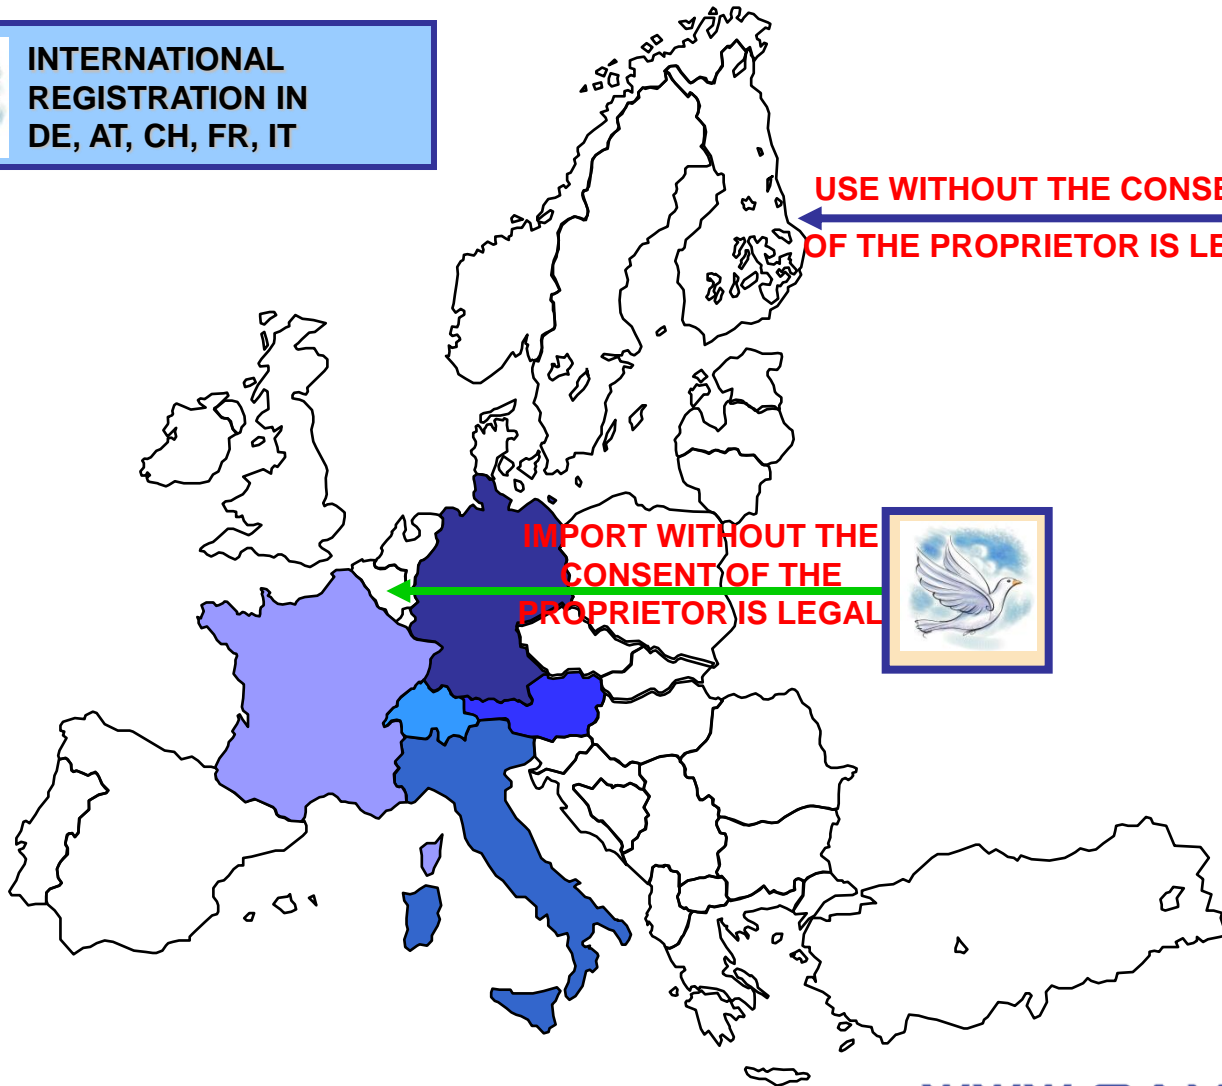 INTERNATIONAL
REGISTRATION IN
DE, AT, CH, FR, IT
USE WITHOUT THE
OF THE PROPRIETOR IS
IMPORT WITHOUT THE
CONSENT OF THE
PROPRIETOR IS LEGAL